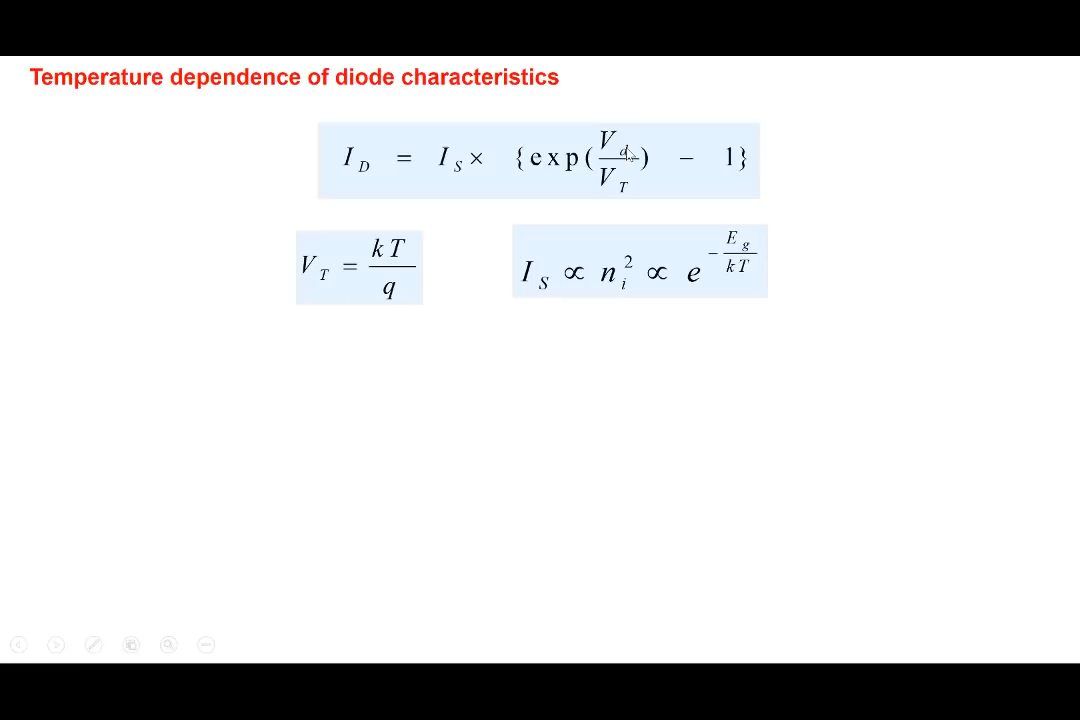 Temperature dependence of diode characteristics
I_D = I_S × {exp(V_d/V_T) − 1}
V_T = kT/q
I_S ∝ n_i^2 ∝ e^{−E_g/kT}